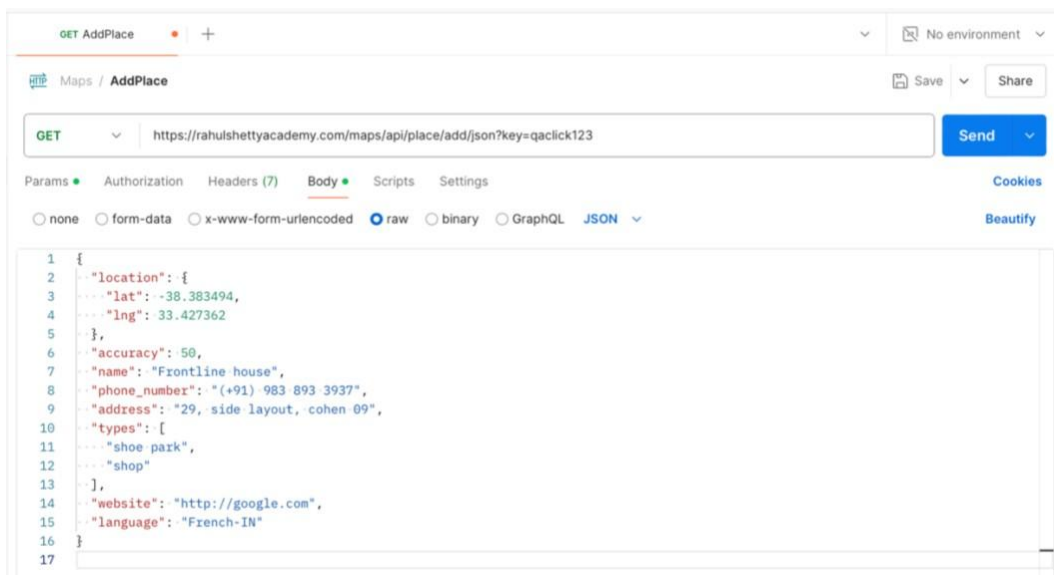 GET AddPlace
No environment
HTTP Maps / AddPlace
Save Share
GET https://rahulshettyacademy.com/maps/api/place/add/json?key=qaclick123 Send
Params Authorization Headers (7) Body Scripts Settings Cookies
none form-data x-www-form-urlencoded raw binary GraphQL JSON Beautify
1 {
2 "location": {
3 "lat": -38.383494,
4 "lng": 33.427362
5 },
6 "accuracy": 50,
7 "name": "Frontline house",
8 "phone_number": "(+91) 983 893 3937",
9 "address": "29, side layout, cohen 09",
10 "types": [
11 "shoe park",
12 "shop"
13 ],
14 "website": "http://google.com",
15 "language": "French-IN"
16 }
17